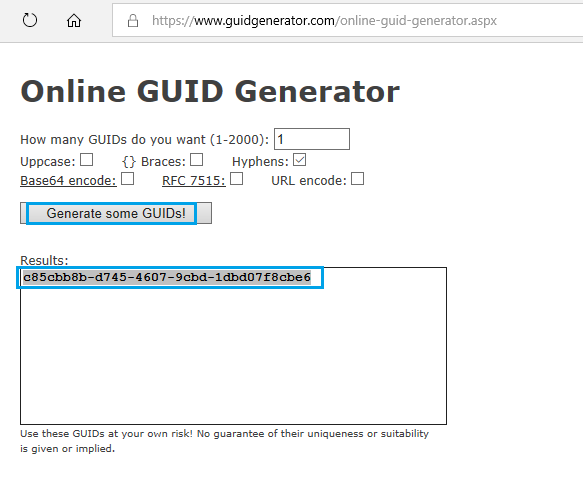 https://www.guidgenerator.com/online-guid-generator.aspx
Online GUID Generator
How many GUIDs do you want (1-2000): 1
Uppcase: {} Braces: Hyphens:
Base64 encode: RFC 7515: URL encode:
Generate some GUIDs!
Results:
c85cbb8b-d745-4607-9cbd-1dbd07f8cbe6
Use these GUIDs at your own risk! No guarantee of their uniqueness or suitability
is given or implied.